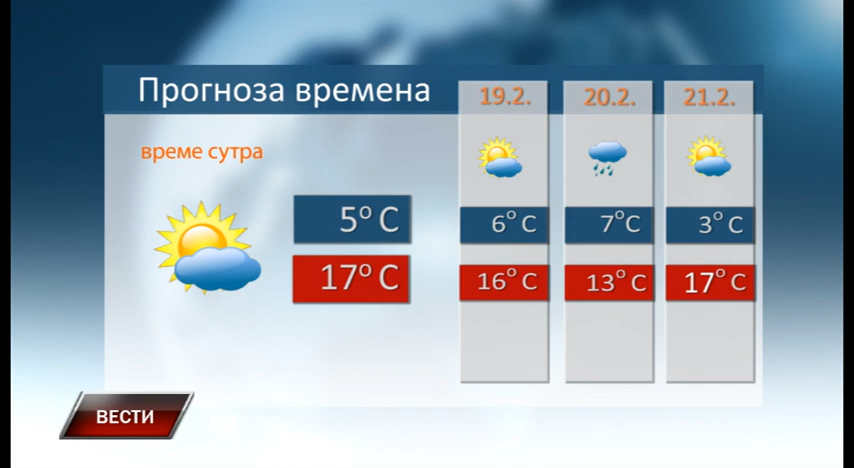 Прогноза времена
време сутра
5° C
17° C
19.2.
6° C
16° C
20.2.
7°C
13° C
21.2.
3° C
17° C
ВЕСТИ